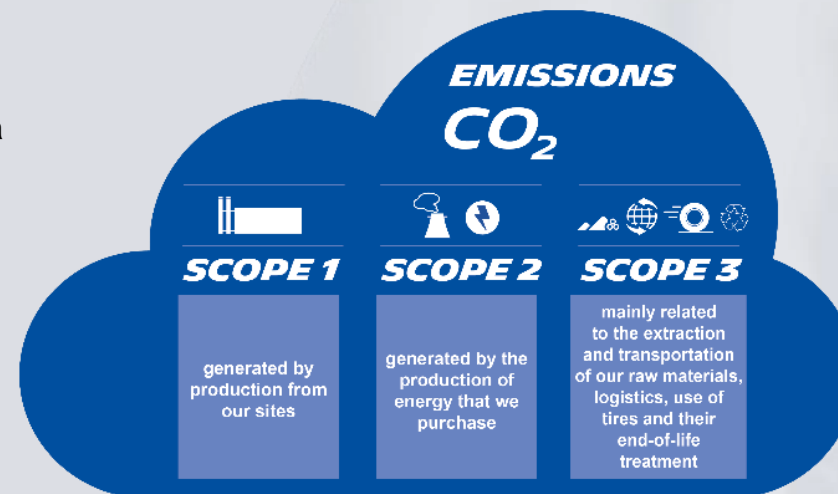 EMISSIONS
CO₂
SCOPE 1
generated by
production from
our sites
SCOPE 2
generated by the
production of
energy that we
purchase
SCOPE 3
mainly related
to the extraction
and transportation
of our raw materials,
logistics, use of
tires and their
end-of-life
treatment